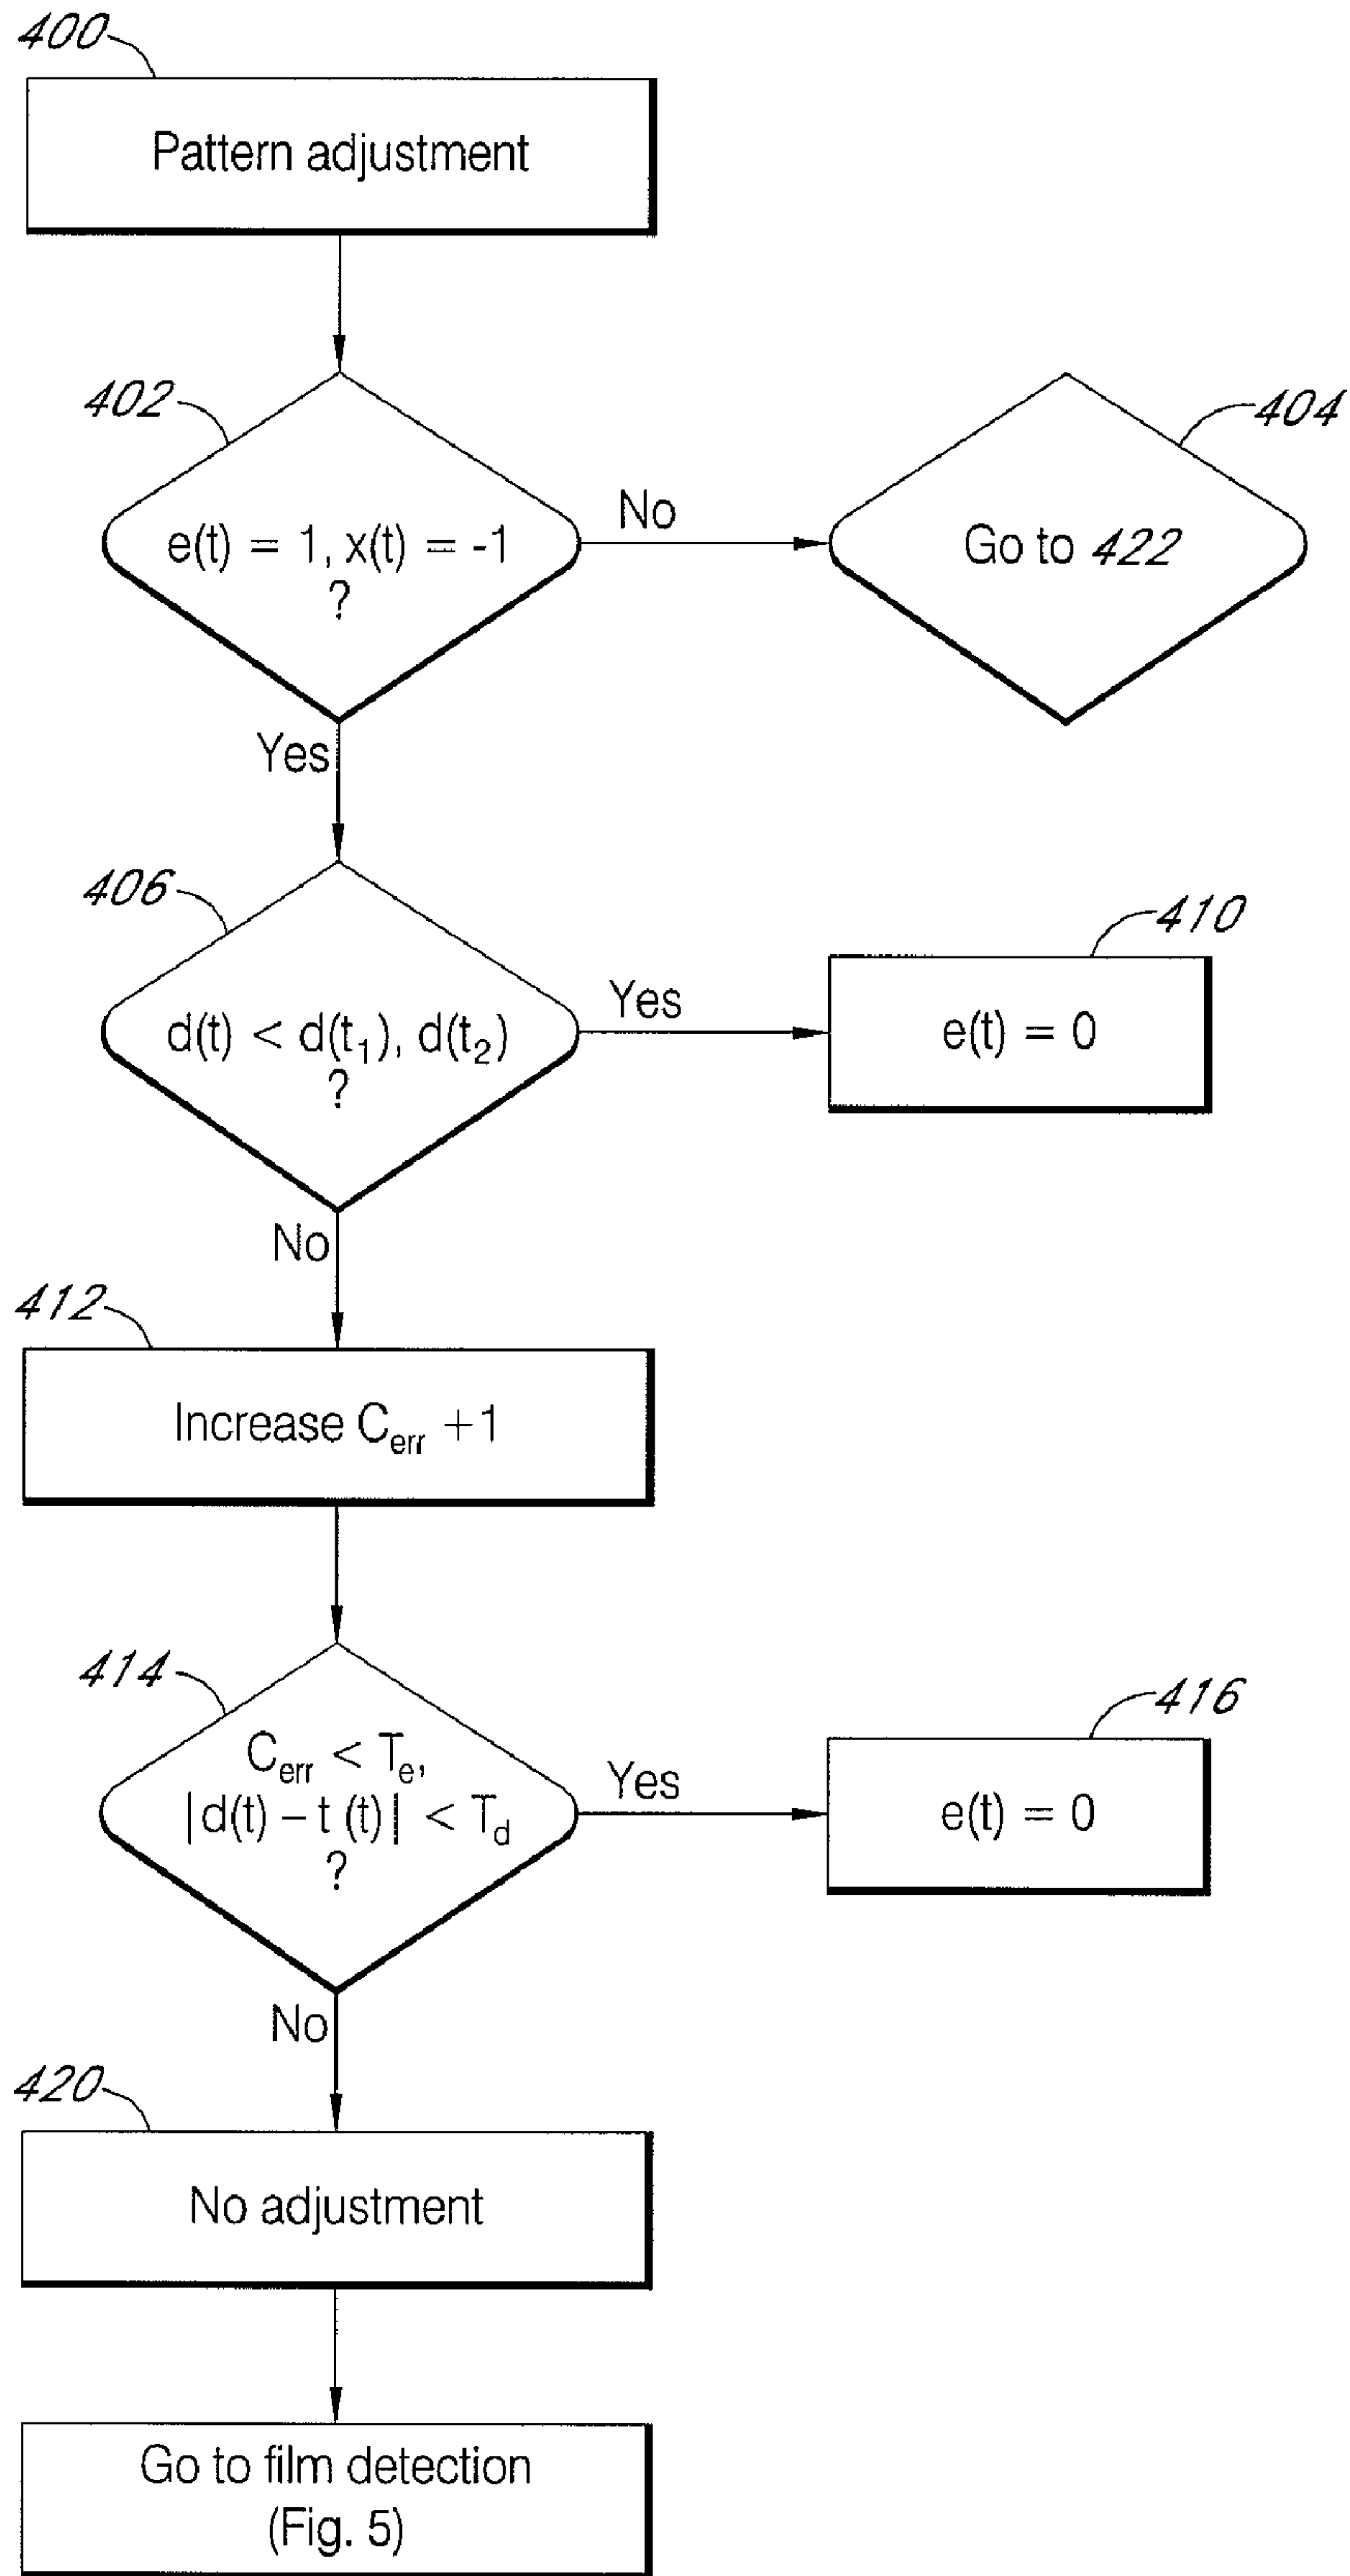 400
Pattern adjustment
402
e(t) = 1, x(t) = -1
?
No
404
Go to 422
Yes
406
d(t) < d(t₁), d(t₂)
?
Yes
410
e(t) = 0
No
412
Increase Cₑᵣᵣ +1
414
Cₑᵣᵣ < Tₑ,
|d(t) – t (t)| < T_d
?
Yes
416
e(t) = 0
No
420
No adjustment
Go to film detection
(Fig. 5)